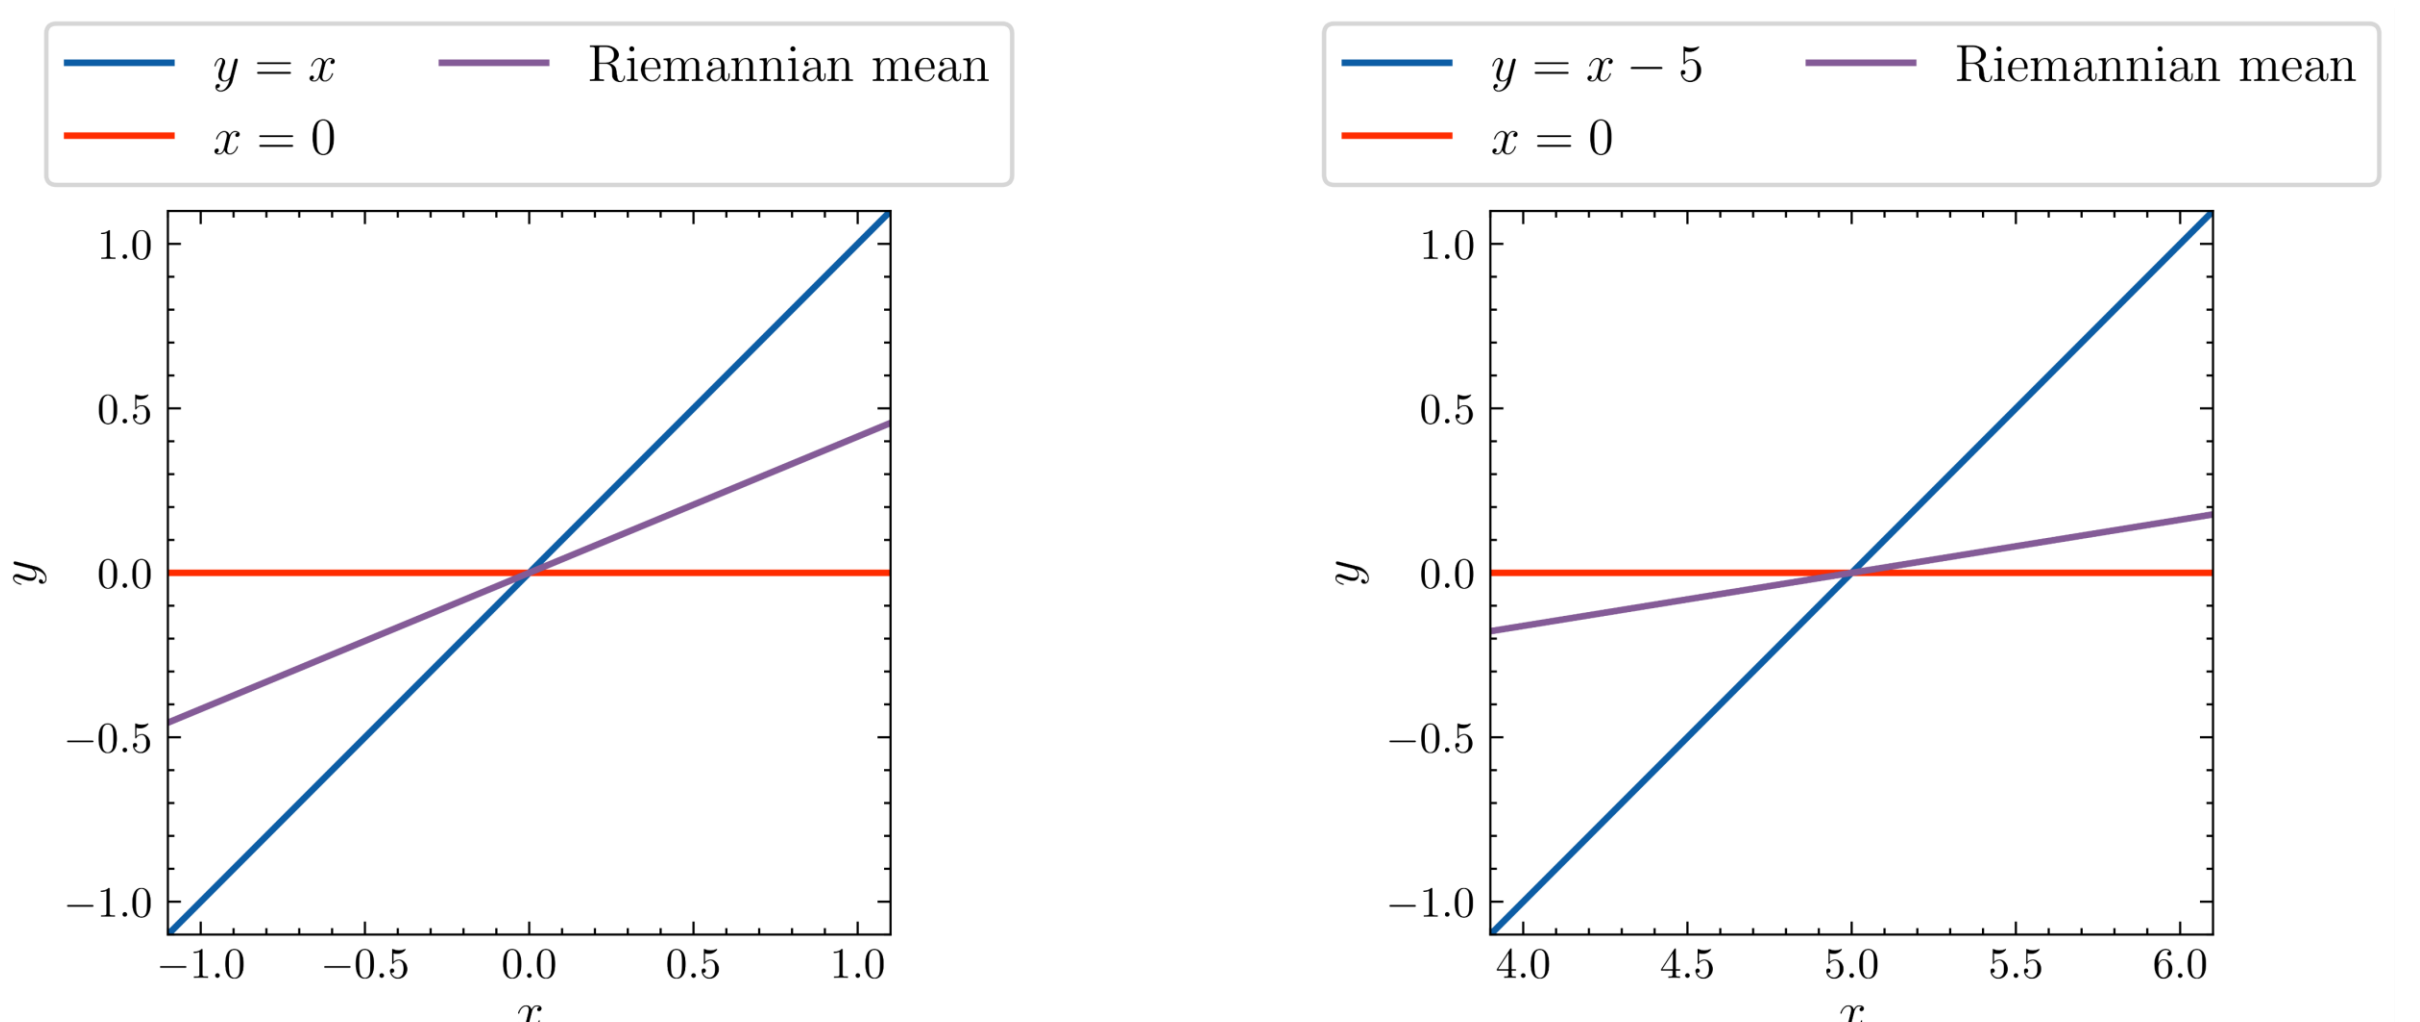 y = x
x = 0
Riemannian mean
1.0
0.5
0.0
−0.5
−1.0
y
−1.0 −0.5 0.0 0.5 1.0
x
y = x − 5
x = 0
Riemannian mean
1.0
0.5
0.0
−0.5
−1.0
y
4.0 4.5 5.0 5.5 6.0
x